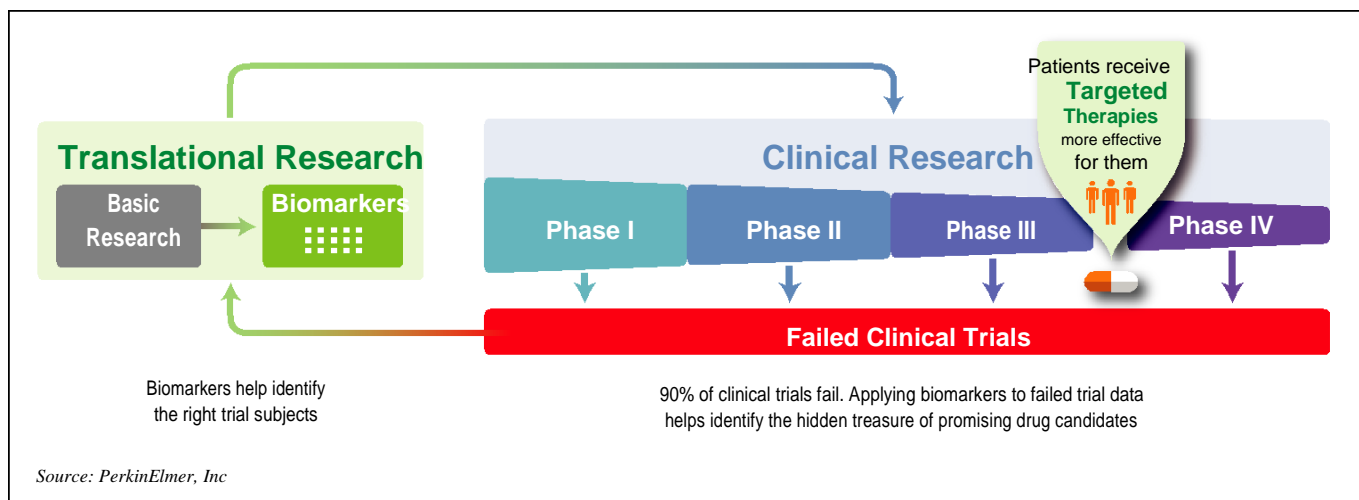 Patients receive
Targeted
Therapies
more effective
for them
Translational Research
Basic
Research
Biomarkers
Clinical Research
Phase I
Phase II
Phase III
Phase IV
Failed Clinical Trials
Biomarkers help identify
the right trial subjects
90% of clinical trials fail. Applying biomarkers to failed trial data
helps identify the hidden treasure of promising drug candidates
Source: PerkinElmer, Inc